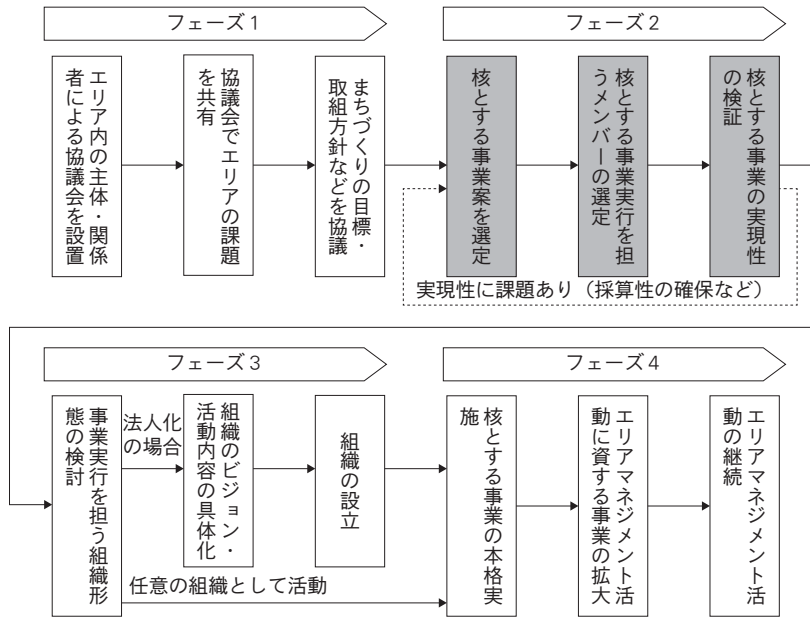 フェーズ1
フェーズ2
エリア内の主体・関係
者による協議会を設置
協議会でエリアの課題
を共有
まちづくりの目標・
取組方針などを協議
核とする事業案を選定
核とする事業実行を担
うメンバーの選定
核とする事業の実現性
の検証
実現性に課題あり（採算性の確保など）
フェーズ3
フェーズ4
事業実行を担う組織形
態の検討
法人化
の場合
組織のビジョン・
活動内容の具体化
組織の設立
任意の組織として活動
核とする事業の本格実
施
エリアマネジメント活
動に資する事業の拡大
エリアマネジメント活
動の継続